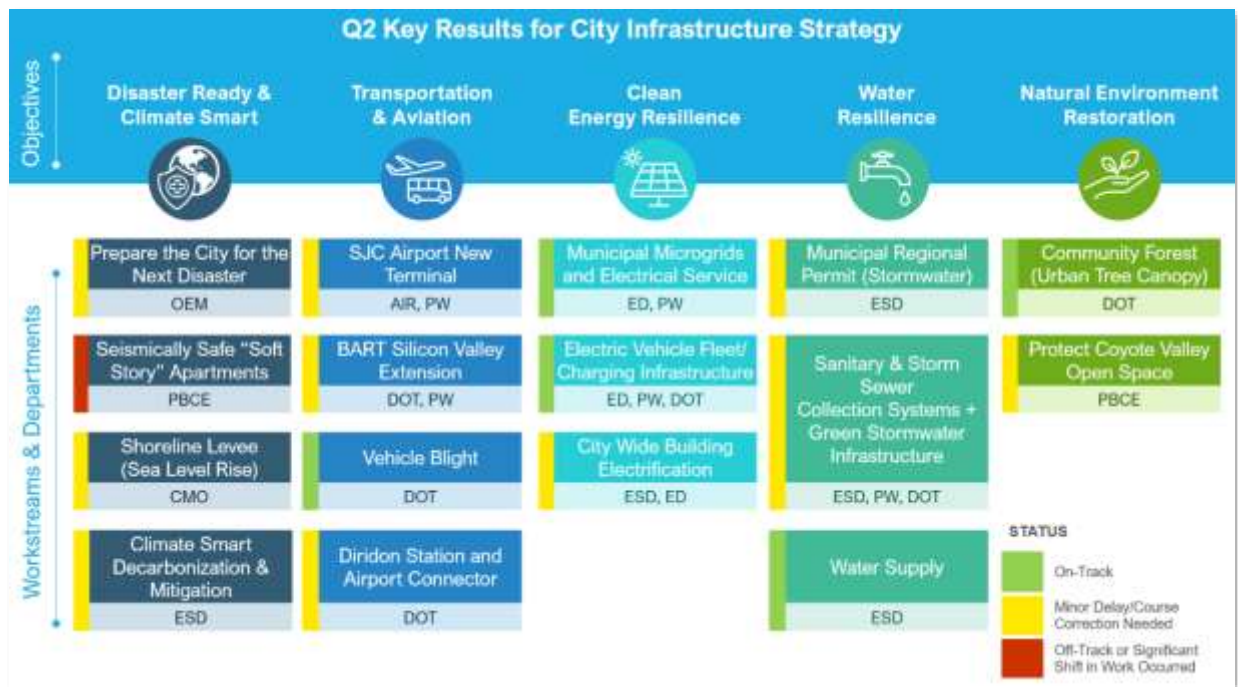 Q2 Key Results for City Infrastructure Strategy
Objectives
Disaster Ready &
Climate Smart
Transportation
& Aviation
Clean
Energy Resilience
Water
Resilience
Natural Environment
Restoration
Workstreams & Departments
Prepare the City for the
Next Disaster
OEM
Seismically Safe “Soft
Story” Apartments
PBCE
Shoreline Levee
(Sea Level Rise)
CMO
Climate Smart
Decarbonization &
Mitigation
ESD
SJC Airport New
Terminal
AIR, PW
BART Silicon Valley
Extension
DOT, PW
Vehicle Blight
DOT
Diridon Station and
Airport Connector
DOT
Municipal Microgrids
and Electrical Service
ED, PW
Electric Vehicle Fleet/
Charging Infrastructure
ED, PW, DOT
City Wide Building
Electrification
ESD, ED
Municipal Regional
Permit (Stormwater)
ESD
Sanitary & Storm
Sewer
Collection Systems +
Green Stormwater
Infrastructure
ESD, PW, DOT
Water Supply
ESD
Community Forest
(Urban Tree Canopy)
DOT
Protect Coyote Valley
Open Space
PBCE
STATUS
On-Track
Minor Delay/Course
Correction Needed
Off-Track or Significant
Shift in Work Occurred